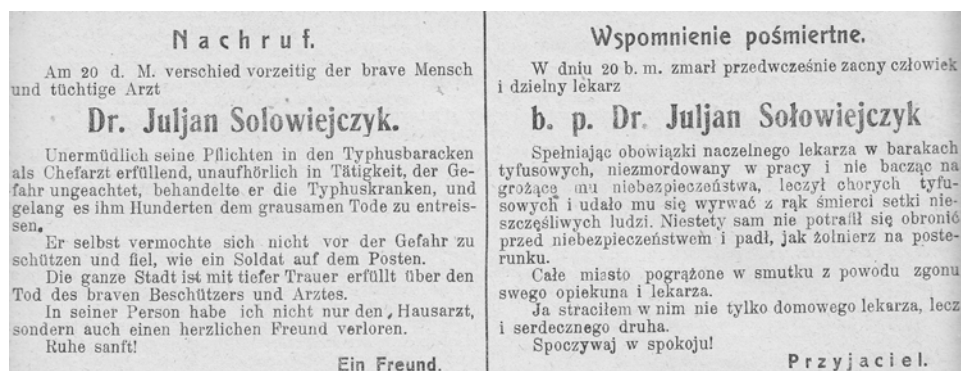 Nachruf.
Am 20 d. M. verschied vorzeitig der brave Mensch
und tüchtige Arzt
Dr. Juljan Solowiejczyk.
Unermüdlich seine Pflichten in den Typhusbaracken
als Chefarzt erfüllend, unaufhörlich in Tätigkeit, der Ge-
fahr ungeachtet, behandelte er die Typhuskranken, und
gelang es ihm Hunderten dem grausamen Tode zu entreis-
sen.
Er selbst vermochte sich nicht vor der Gefahr zu
schützen und fiel, wie ein Soldat auf dem Posten.
Die ganze Stadt ist mit tiefer Trauer erfüllt über den
Tod des braven Beschützers und Arztes.
In seiner Person habe ich nicht nur den, Hausarzt,
sondern auch einen herzlichen Freund verloren.
Ruhe sanft!
Ein Freund.
Wspomnienie pośmiertne.
W dniu 20 b. m. zmarł przedwcześnie zacny człowiek
i dzielny lekarz
b. p. Dr. Juljan Sołowiejczyk
Spełniając obowiązki naczelnego lekarza w barakach
tyfusowych, niezmordowany w pracy i nie bacząc na
grożące mu niebezpieczeństwa, leczył chorych tyfu-
sowych i udało mu się wyrwać z rąk śmierci setki nie-
szczęśliwych ludzi. Niestety sam nie potrafił się obronić
przed niebezpieczeństwem i padł, jak żołnierz na poste-
runku.
Całe miasto pogrążone w smutku z powodu zgonu
swego opiekuna i lekarza.
Ja straciłem w nim nie tylko domowego lekarza, lecz
i serdecznego druha.
Spoczywaj w spokoju!
Przyjaciel.